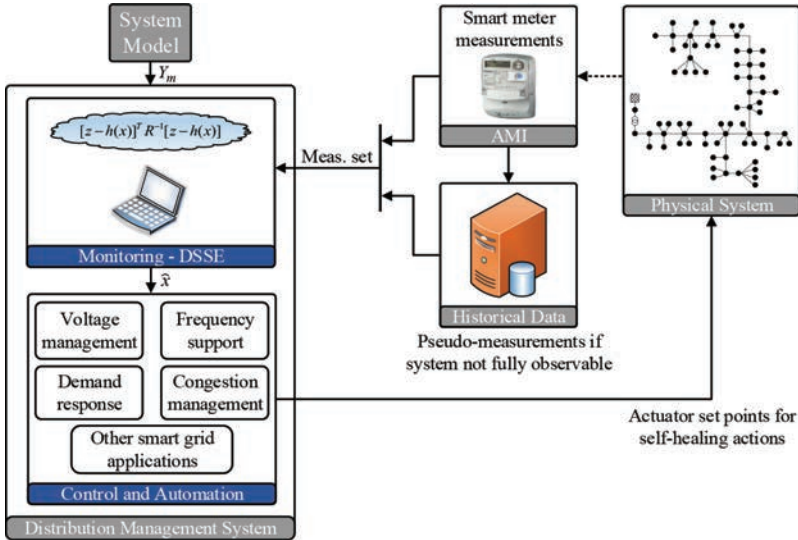 System
Model
Y_m
[z−h(x)]^T R^{-1}[z−h(x)]
Monitoring - DSSE
x̂
Voltage
management
Frequency
support
Demand
response
Congestion
management
Other smart grid
applications
Control and Automation
Distribution Management System
Meas. set
Smart meter
measurements
AMI
Historical Data
Pseudo-measurements if
system not fully observable
Physical System
Actuator set points for
self-healing actions